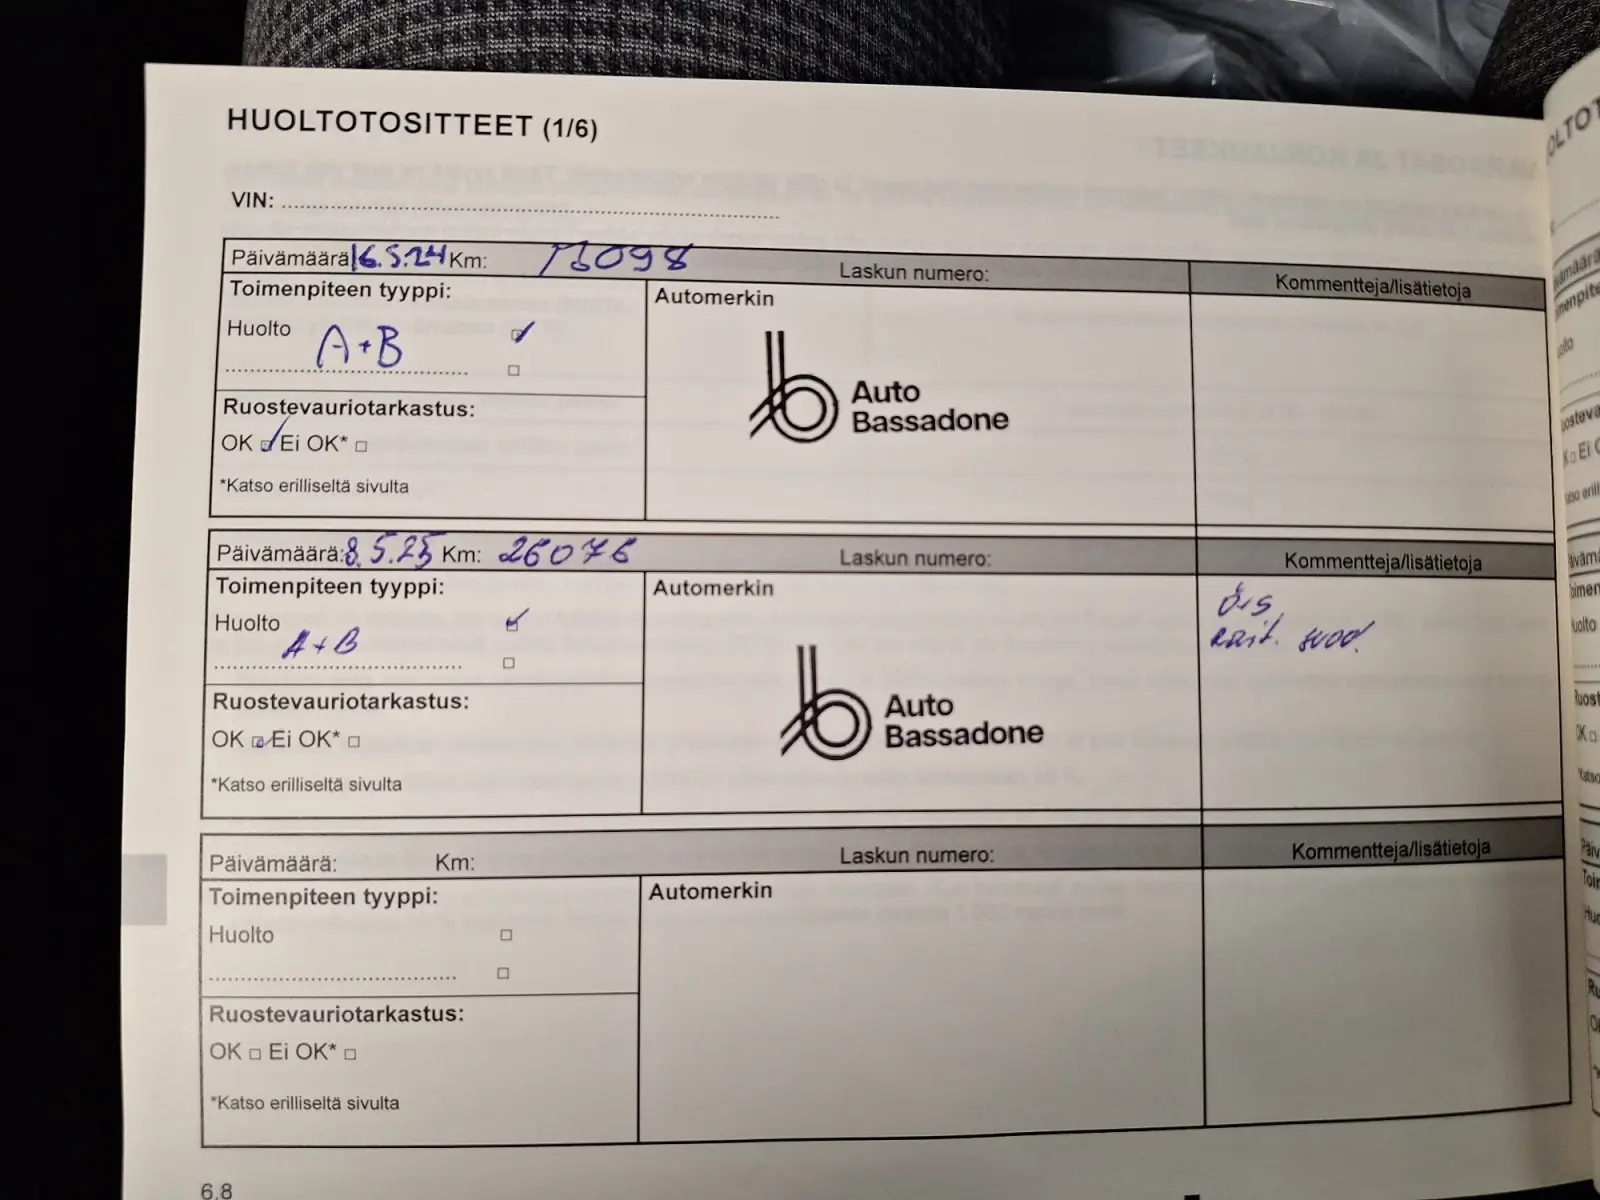 HUOLTOTOSITTEET (1/6)
VIN:
Päivämäärä 16.5.24 Km: 13098 Laskun numero: Kommentteja/lisätietoja
Toimenpiteen tyyppi:
Automerkin
Huolto
A+B
Auto
Bassadone
Ruostevauriotarkastus:
OK Ei OK*
*Katso erilliseltä sivulta
Päivämäärä: 8.5.25 Km: 26076 Laskun numero: Kommentteja/lisätietoja
Toimenpiteen tyyppi:
Automerkin
Huolto
A+B
Auto
Bassadone
rait. suod.
Ruostevauriotarkastus:
OK Ei OK*
*Katso erilliseltä sivulta
Päivämäärä: Km: Laskun numero: Kommentteja/lisätietoja
Toimenpiteen tyyppi:
Automerkin
Huolto
Ruostevauriotarkastus:
OK Ei OK*
*Katso erilliseltä sivulta
6.8